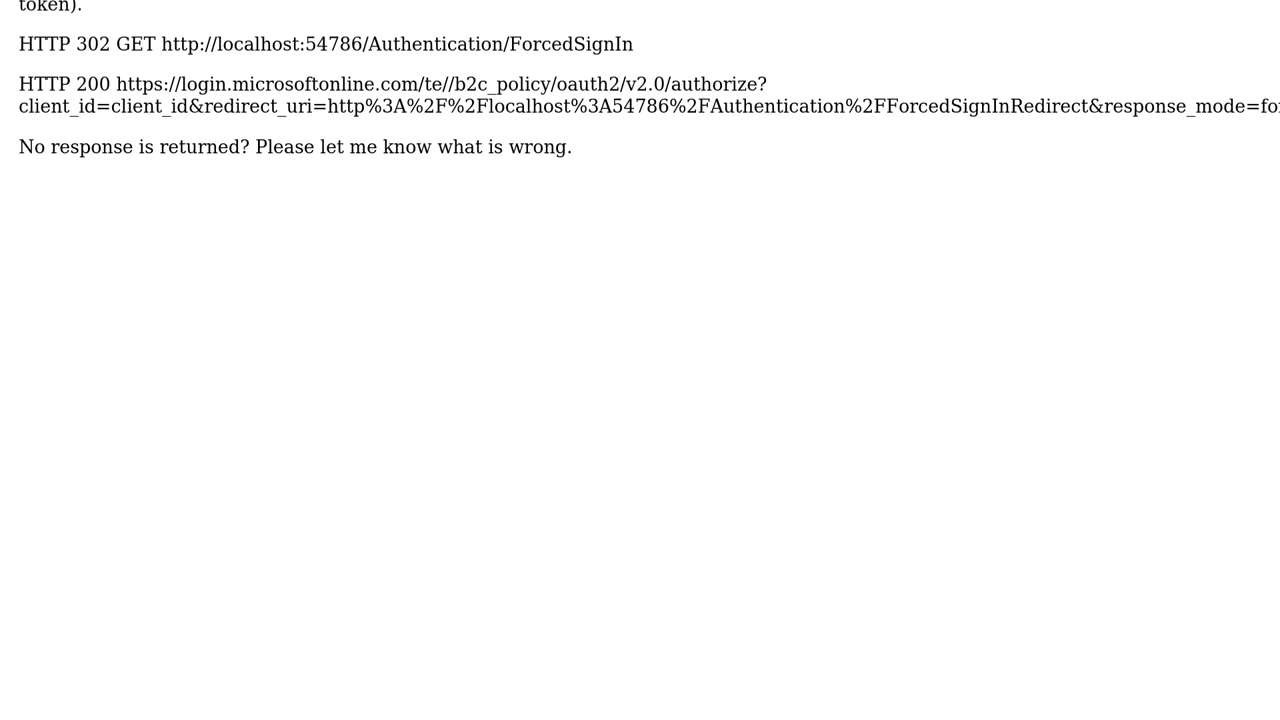 token).
HTTP 302 GET http://localhost:54786/Authentication/ForcedSignIn
HTTP 200 https://login.microsoftonline.com/te//b2c_policy/oauth2/v2.0/authorize?
client_id=client_id&redirect_uri=http%3A%2F%2Flocalhost%3A54786%2FAuthentication%2FForcedSignInRedirect&response_mode=fo
No response is returned? Please let me know what is wrong.